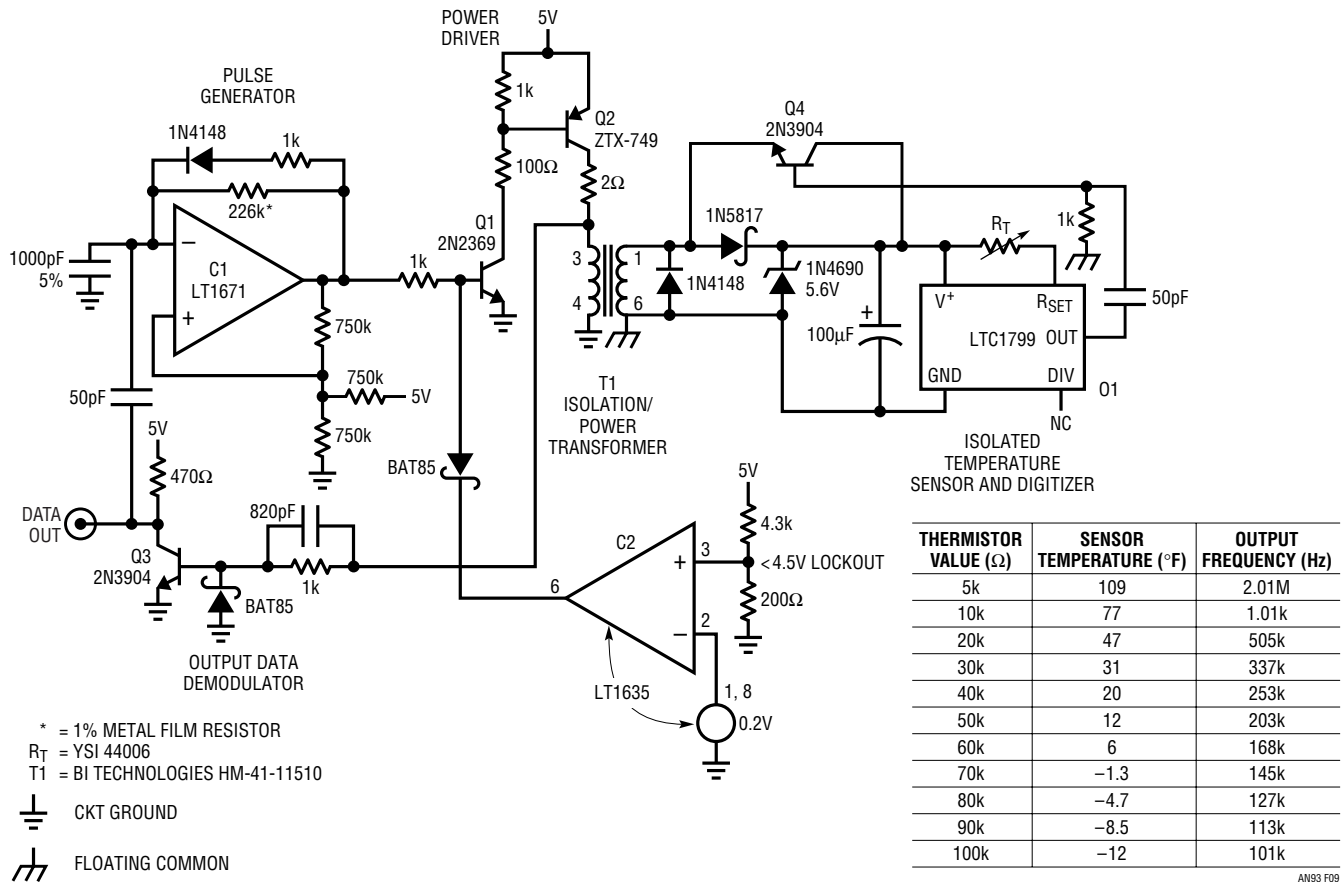 POWER
DRIVER
5V
PULSE
GENERATOR
1N4148
1k
226k*
1000pF
5%
−
+
C1
LT1671
1k
100Ω
Q2
ZTX-749
2Ω
Q1
2N2369
1k
750k
750k
5V
750k
50pF
5V
470Ω
DATA
OUT
Q3
2N3904
820pF
1k
BAT85
BAT85
OUTPUT DATA
DEMODULATOR
3
4
1
6
T1
ISOLATION/
POWER
TRANSFORMER
Q4
2N3904
1N5817
1N4148
1N4690
5.6V
+
100µF
RT
1k
50pF
V+
RSET
LTC1799
OUT
GND
DIV
O1
NC
ISOLATED
TEMPERATURE
SENSOR AND DIGITIZER
5V
4.3k
<4.5V LOCKOUT
200Ω
C2
+
−
3
2
6
LT1635
1, 8
0.2V
* = 1% METAL FILM RESISTOR
RT = YSI 44006
T1 = BI TECHNOLOGIES HM-41-11510
CKT GROUND
FLOATING COMMON
THERMISTOR VALUE (Ω) SENSOR TEMPERATURE (°F) OUTPUT FREQUENCY (Hz)
5k 109 2.01M
10k 77 1.01k
20k 47 505k
30k 31 337k
40k 20 253k
50k 12 203k
60k 6 168k
70k −1.3 145k
80k −4.7 127k
90k −8.5 113k
100k −12 101k
AN93 F09